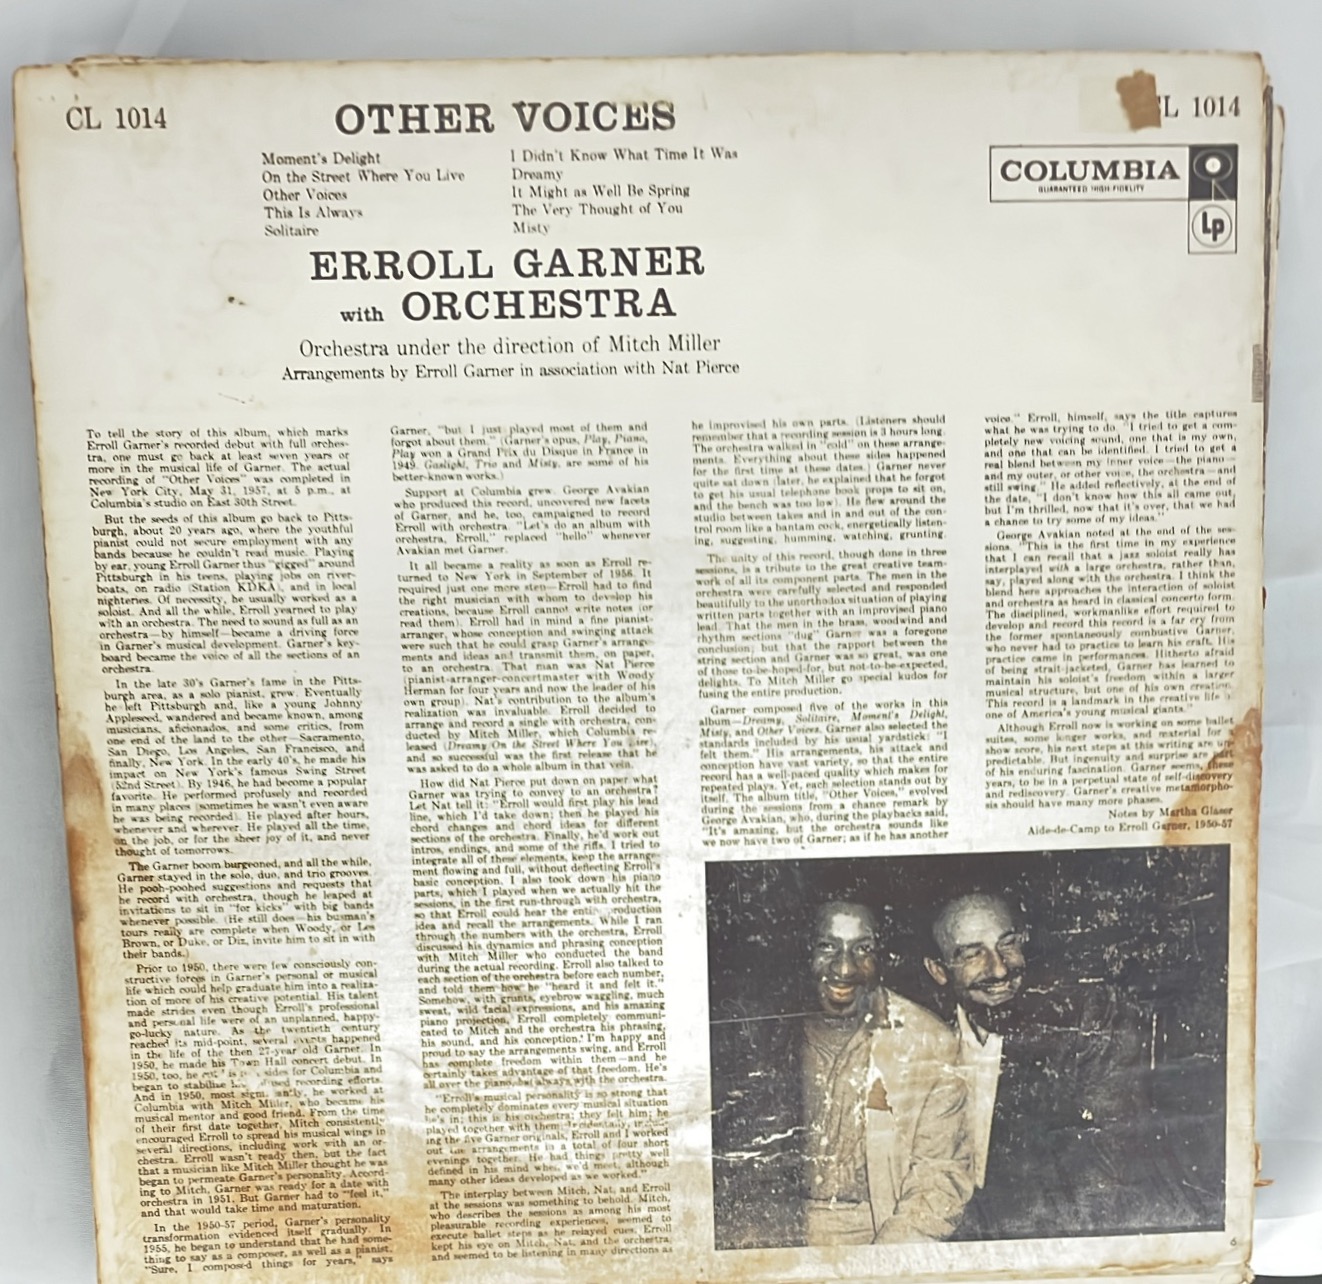 CL 1014
OTHER VOICES
L 1014
Moment's Delight
On the Street Where You Live
Other Voices
This Is Always
Solitaire
I Didn't Know What Time It Was
Dreamy
It Might as Well Be Spring
The Very Thought of You
Misty
COLUMBIA
GUARANTEED HIGH-FIDELITY
Lp
ERROLL GARNER
with ORCHESTRA
Orchestra under the direction of Mitch Miller
Arrangements by Erroll Garner in association with Nat Pierce
To tell the story of this album, which marks
Erroll Garner's recorded debut with full orches-
tra, one must go back at least seven years or
more in the musical life of Garner. The actual
recording of "Other Voices" was completed in
New York City, May 31, 1957, at 5 p.m., at
Columbia's studio on East 30th Street.
But the seeds of this album go back to Pitts-
burgh, about 20 years ago, where the youthful
pianist could not secure employment with any
bands because he couldn't read music. Playing
by ear, young Erroll Garner thus "gigged" around
Pittsburgh in his teens, playing jobs on river-
boats, on radio (Station KDKA), and in local
nighteries. Of necessity, he usually worked as a
soloist. And all the while, Erroll yearned to play
with an orchestra. The need to sound as full as an
orchestra—by himself—became a driving force
in Garner's musical development. Garner's key-
board became the voice of all the sections of an
orchestra.
In the late 30's Garner's fame in the Pitts-
burgh area, as a solo pianist, grew. Eventually
he left Pittsburgh and, like a young Johnny
Appleseed, wandered and became known, among
musicians, aficionados, and some critics, from
one end of the land to the other—Sacramento,
San Diego, Los Angeles, San Francisco, and
finally, New York. In the early 40's, he made his
impact on New York's famous Swing Street
(52nd Street). By 1946, he had become a popular
favorite. He performed profusely and recorded
in many places (sometimes he wasn't even aware
he was being recorded). He played after hours,
whenever and wherever. He played all the time,
on the job, or for the sheer joy of it, and never
thought of tomorrows.
The Garner boom burgeoned, and all the while,
Garner stayed in the solo, duo, and trio grooves.
He pooh-poohed suggestions and requests that
he record with orchestra, though he leaped at
invitations to sit in "for kicks" with big bands
whenever possible. (He still does—his busman's
tours really are complete when Woody, or Les
Brown, or Duke, or Diz, invite him to sit in with
their bands.)
Prior to 1950, there were few consciously con-
structive forces in Garner's personal or musical
life which could help graduate him into a realiza-
tion of more of his creative potential. His talent
made strides even though Erroll's professional
and personal life were of an unplanned, happy-
go-lucky nature. As the twentieth century
reached its mid-point, several events happened
in the life of the then 27-year old Garner. In
1950, he made his Town Hall concert debut. In
1950, too, he sides for Columbia and
began to stabilize recording efforts.
And in 1950, most he worked at
Columbia with Mitch Miller, who became his
musical mentor and good friend. From the time
of their first date together, Mitch consistently
encouraged Erroll to spread his musical wings in
several directions, including work with an or-
chestra. Erroll wasn't ready then, but the fact
that a musician like Mitch Miller thought he was
began to permeate Garner's personality. Accord-
ing to Mitch, Garner was ready for a date with
orchestra in 1951. But Garner had to "feel it,"
and that would take time and maturation.
In the 1950-57 period, Garner's personality
transformation evidenced itself gradually. In
1955, he began to understand that he had some-
thing to say as a composer, as well as a pianist.
"Sure, I composed things for years," says
Garner, "but I just played most of them and
forgot about them." (Garner's opus, Play, Piano,
Play won a Grand Prix du Disque in France in
1949. Gaslight, Trio and Misty, are some of his
better-known works.)
Support at Columbia grew. George Avakian
who produced this record, uncovered new facets
of Garner, and he, too, campaigned to record
Erroll with orchestra. "Let's do an album with
orchestra, Erroll," replaced "hello" whenever
Avakian met Garner.
It all became a reality as soon as Erroll re-
turned to New York in September of 1956. It
required just one more step—Erroll had to find
the right musician with whom to develop his
creations, because Erroll cannot write notes (or
read them). Erroll had in mind a fine pianist-
arranger, whose conception and swinging attack
were such that he could grasp Garner's arrange-
ments and ideas and transmit them, on paper,
to an orchestra. That man was Nat Pierce
(pianist-arranger-concertmaster with Woody
Herman for four years and now the leader of his
own group). Nat's contribution to the album's
realization was invaluable. Erroll decided to
arrange and record a single with orchestra, con-
ducted by Mitch Miller, which Columbia re-
leased (Dreamy/On the Street Where You Live),
and so successful was the first release that he
was asked to do a whole album in that vein.
How did Nat Pierce put down on paper what
Garner was trying to convey to an orchestra?
Let Nat tell it: "Erroll would first play his lead
line, which I'd take down; then he played his
chord changes and chord ideas for different
sections of the orchestra. Finally, he'd work out
intros, endings, and some of the riffs. I tried to
integrate all of these elements, keep the arrange-
ment flowing and full, without deflecting Erroll's
basic conception. I also took down his piano
parts, which I played when we actually hit the
sessions, in the first run-through with orchestra,
so that Erroll could hear the entire production
idea and recall the arrangements. While I ran
through the numbers with the orchestra, Erroll
discussed his dynamics and phrasing conception
with Mitch Miller who conducted the band
during the actual recording. Erroll also talked to
each section of the orchestra before each number,
and told them how he "heard it and felt it."
Somehow, with grunts, eyebrow waggling, much
sweat, wild facial expressions, and his amazing
piano projection, Erroll completely communi-
cated to Mitch and the orchestra his phrasing,
his sound, and his conception. I'm happy and
proud to say the arrangements swing, and Erroll
has complete freedom within them—and he
certainly takes advantage of that freedom. He's
all over the piano, but always with the orchestra.
"Erroll's musical personality is so strong that
he completely dominates every musical situation
he's in; this is his orchestra; they felt him; he
played together with them.
ing the five Garner originals, Erroll and I worked
out the arrangements in a total of four short
evenings together. He had things pretty well
defined in his mind when we'd meet, although
many other ideas developed as we worked."
The interplay between Mitch, Nat, and Erroll
at the sessions was something to behold. Mitch,
who describes the sessions as among his most
pleasurable recording experiences, seemed to
execute ballet steps as he relayed cues. Erroll
kept his eye on Mitch, Nat, and the orchestra,
and seemed to be listening in many directions as
he improvised his own parts. (Listeners should
remember that a recording session is 3 hours long.
The orchestra walked in "cold" on these arrange-
ments. Everything about these sides happened
for the first time at these dates.) Garner never
quite sat down (later, he explained that he forgot
to get his usual telephone book props to sit on,
and the bench was too low). He flew around the
studio between takes and in and out of the con-
trol room like a bantam cock, energetically listen-
ing, suggesting, humming, watching, grunting.
The unity of this record, though done in three
sessions, is a tribute to the great creative team-
work of all its component parts. The men in the
orchestra were carefully selected and responded
beautifully to the unorthodox situation of playing
written parts together with an improvised piano
lead. That the men in the brass, woodwind and
rhythm sections "dug" Garner was a foregone
conclusion; but that the rapport between the
string section and Garner was so great, was one
of those to-be-hoped-for, but not-to-be-expected,
delights. To Mitch Miller go special kudos for
fusing the entire production.
Garner composed five of the works in this
album—Dreamy, Solitaire, Moment's Delight,
Misty, and Other Voices. Garner also selected the
standards included by his usual yardstick: "I
felt them." His arrangements, his attack and
conception have vast variety, so that the entire
record has a well-paced quality which makes for
repeated plays. Yet, each selection stands out by
itself. The album title, "Other Voices," evolved
during the sessions from a chance remark by
George Avakian, who, during the playbacks said,
"It's amazing, but the orchestra sounds like
we now have two of Garner; as if he has another
voice." Erroll, himself, says the title captures
what he was trying to do. "I tried to get a com-
pletely new voicing sound, one that is my own,
and one that can be identified. I tried to get a
real blend between my inner voice—the piano—
and my outer, or other voice, the orchestra—and
still swing." He added reflectively, at the end of
the date, "I don't know how this all came out,
but I'm thrilled, now that it's over, that we had
a chance to try some of my ideas."
George Avakian noted at the end of the ses-
sions, "This is the first time in my experience
that I can recall that a jazz soloist really has
interplayed with a large orchestra, rather than,
say, played along with the orchestra. I think the
blend here approaches the interaction of soloist
and orchestra as heard in classical concerto form.
The disciplined, workmanlike effort required to
develop and record this record is a far cry from
the former spontaneously combustive Garner,
who never had to practice to learn his craft. His
practice came in performances. Hitherto afraid
of being strait-jacketed, Garner has learned to
maintain his soloist's freedom within a larger
musical structure, but one of his own creation.
This record is a landmark in the creative life
one of America's young musical giants."
Although Erroll now is working on some ballet
suites, some longer works, and material for a
show score, his next steps at this writing are un-
predictable. But ingenuity and surprise are part
of his enduring fascination. Garner seems, these
years, to be in a perpetual state of self-discovery
and rediscovery. Garner's creative metamorpho-
sis should have many more phases.
Notes by Martha Glaser
Aide-de-Camp to Erroll Garner, 1950-57
6